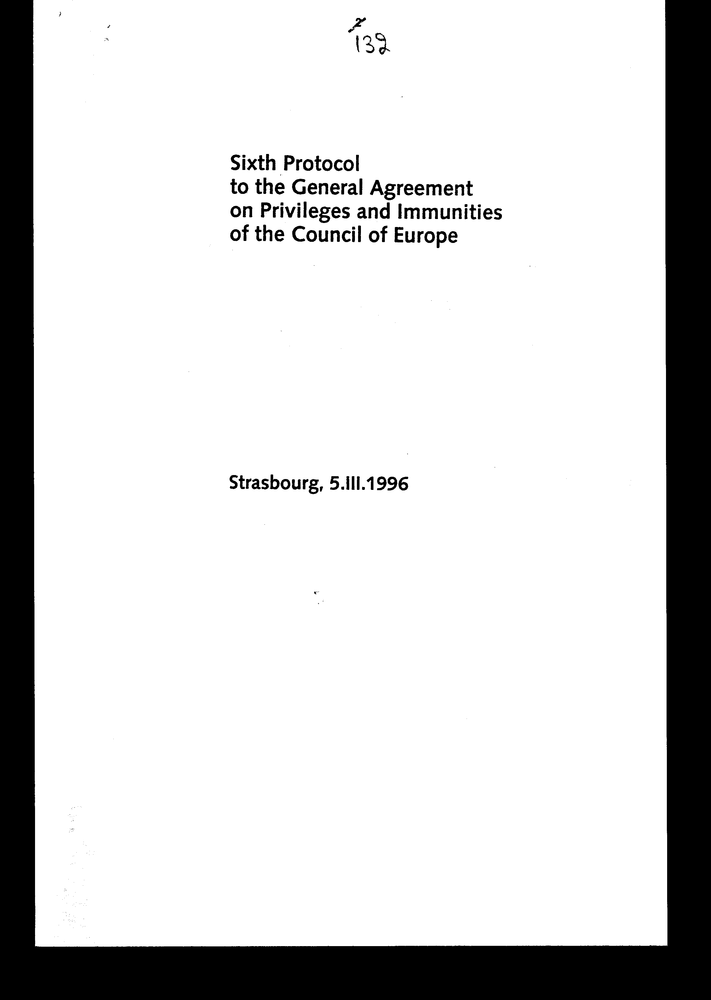 2
132
Sixth Protocol
to the General Agreement
on Privileges and Immunities
of the Council of Europe
Strasbourg, 5.III.1996